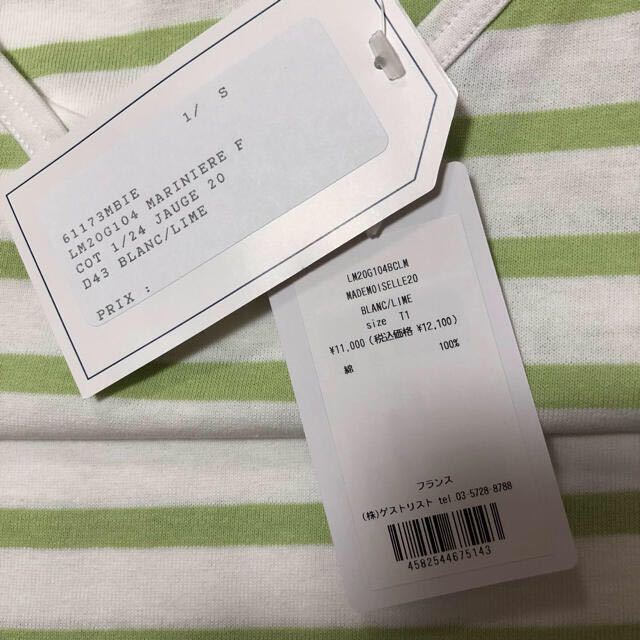 1/ S
61173MBIE
LM20G104 MARINIERE F
COT 1/24 JAUGE 20
D43 BLANC/LIME
PRIX :
LM20G104BCLM
MADEMOISELLE20
BLANC/LIME
size T1
¥11,000(税込価格 ¥12,100)
綿 100%
フランス
(株)ゲストリスト tel.03-5728-8788
4582544675143